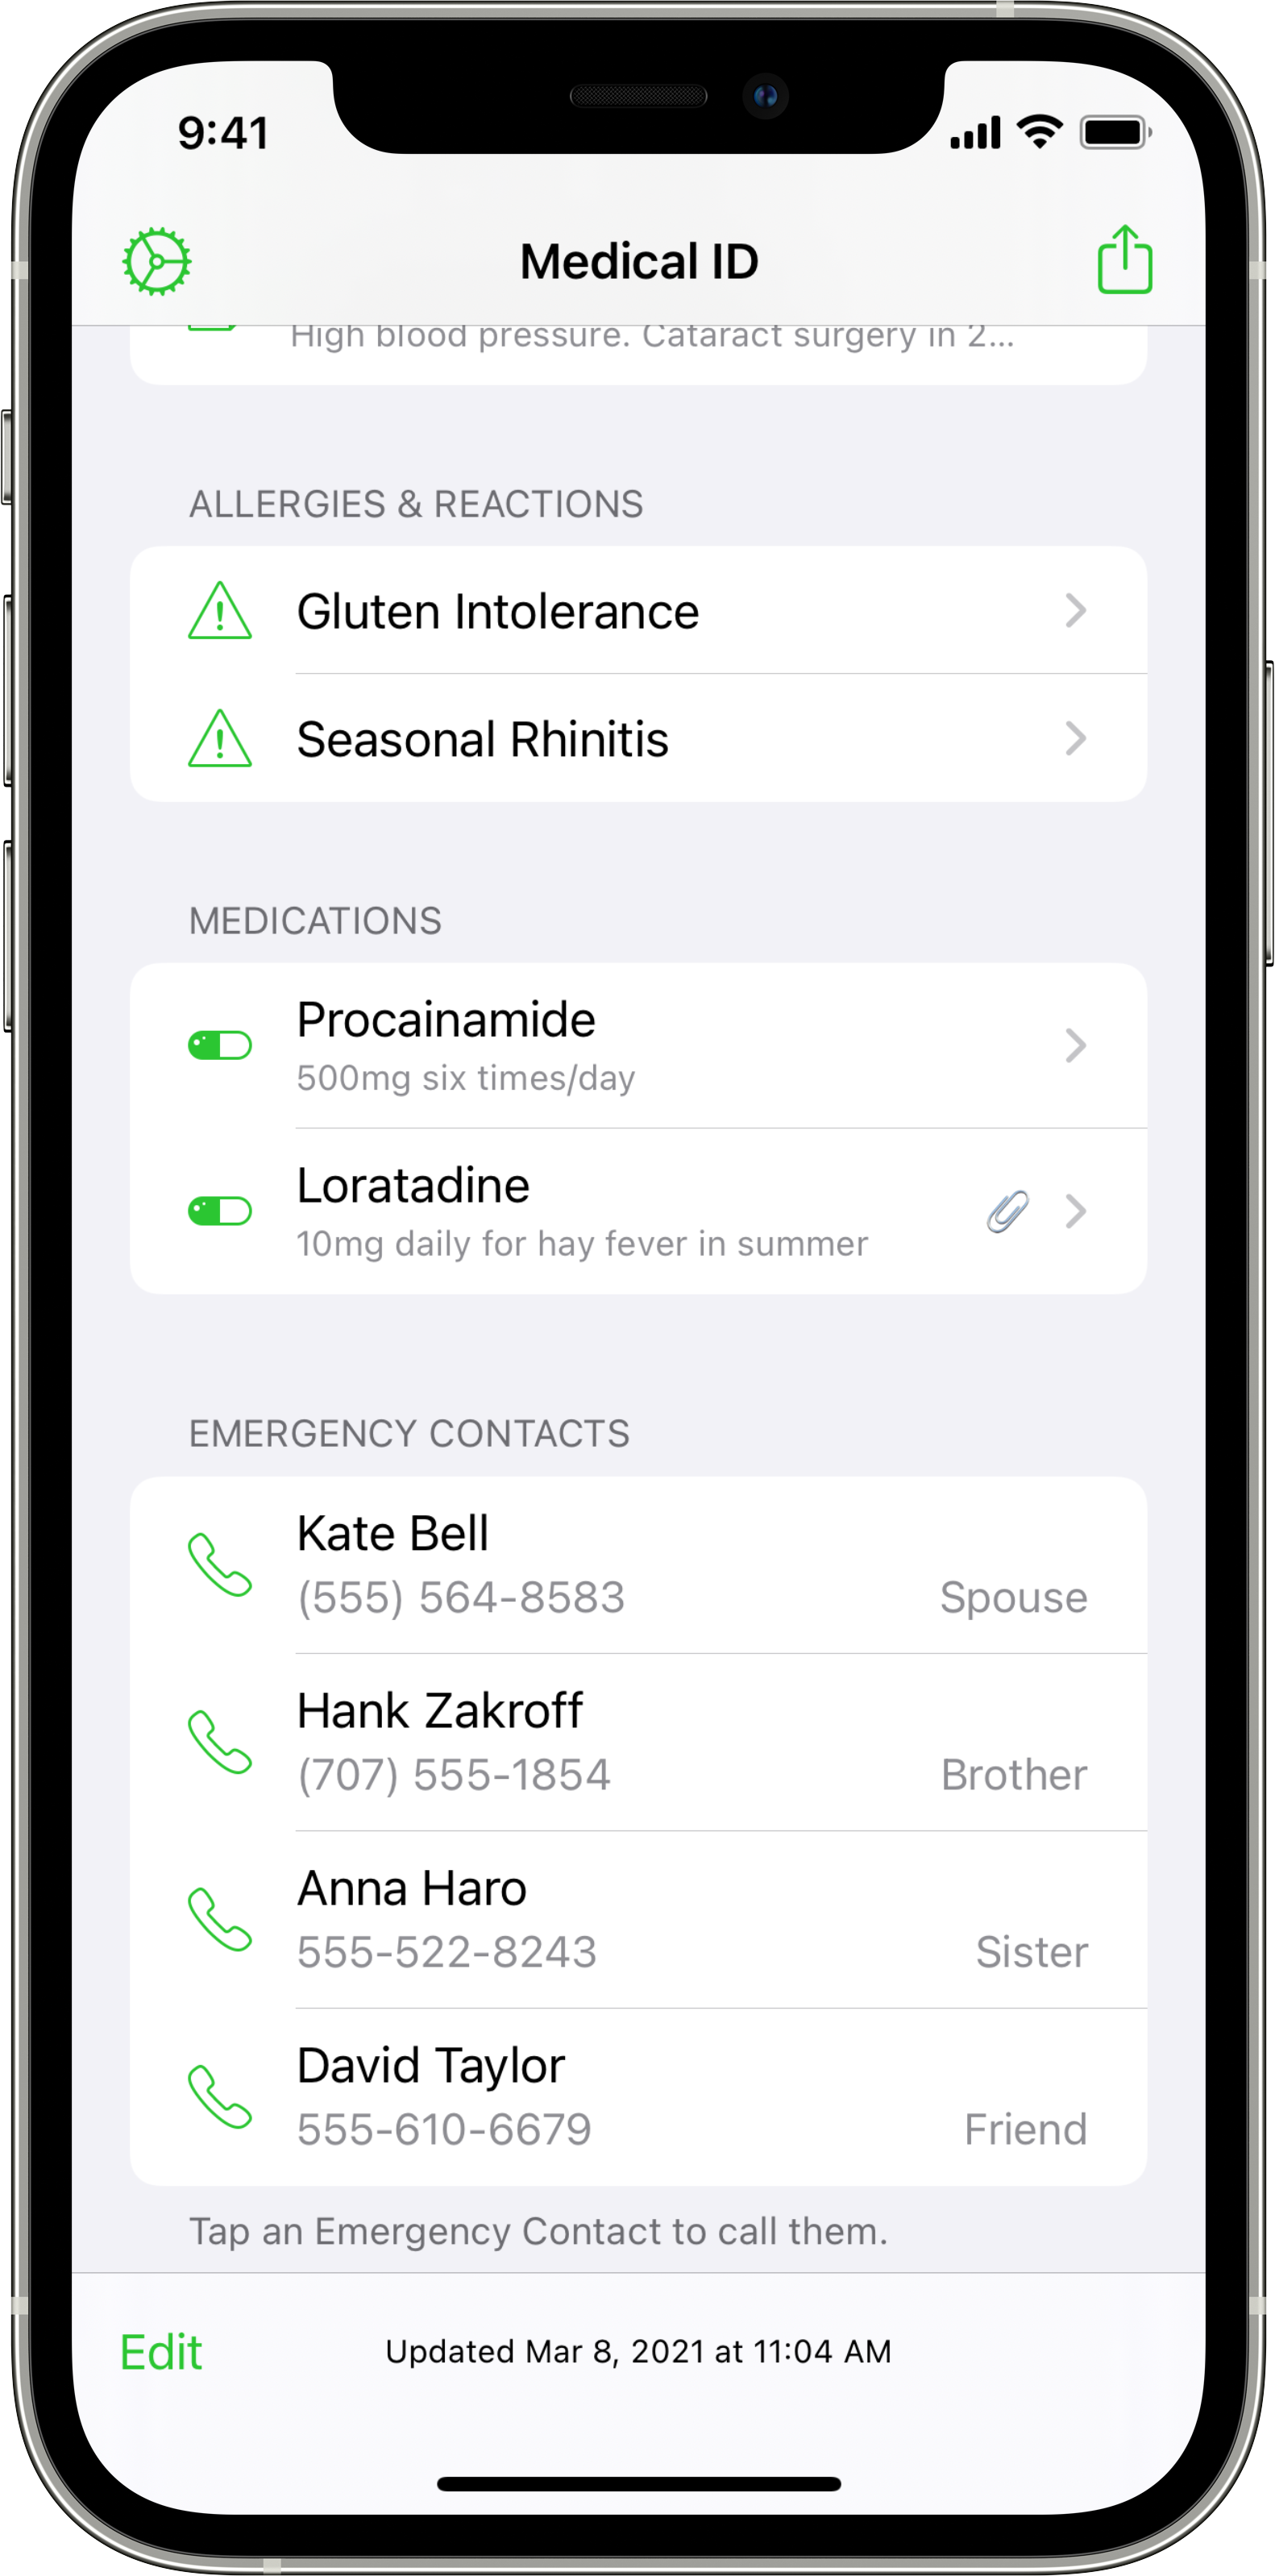 9:41
Medical ID
High blood pressure. Cataract surgery in 2...
ALLERGIES & REACTIONS
Gluten Intolerance
Seasonal Rhinitis
MEDICATIONS
Procainamide
500mg six times/day
Loratadine
10mg daily for hay fever in summer
EMERGENCY CONTACTS
Kate Bell
(555) 564-8583 Spouse
Hank Zakroff
(707) 555-1854 Brother
Anna Haro
555-522-8243 Sister
David Taylor
555-610-6679 Friend
Tap an Emergency Contact to call them.
Edit Updated Mar 8, 2021 at 11:04 AM